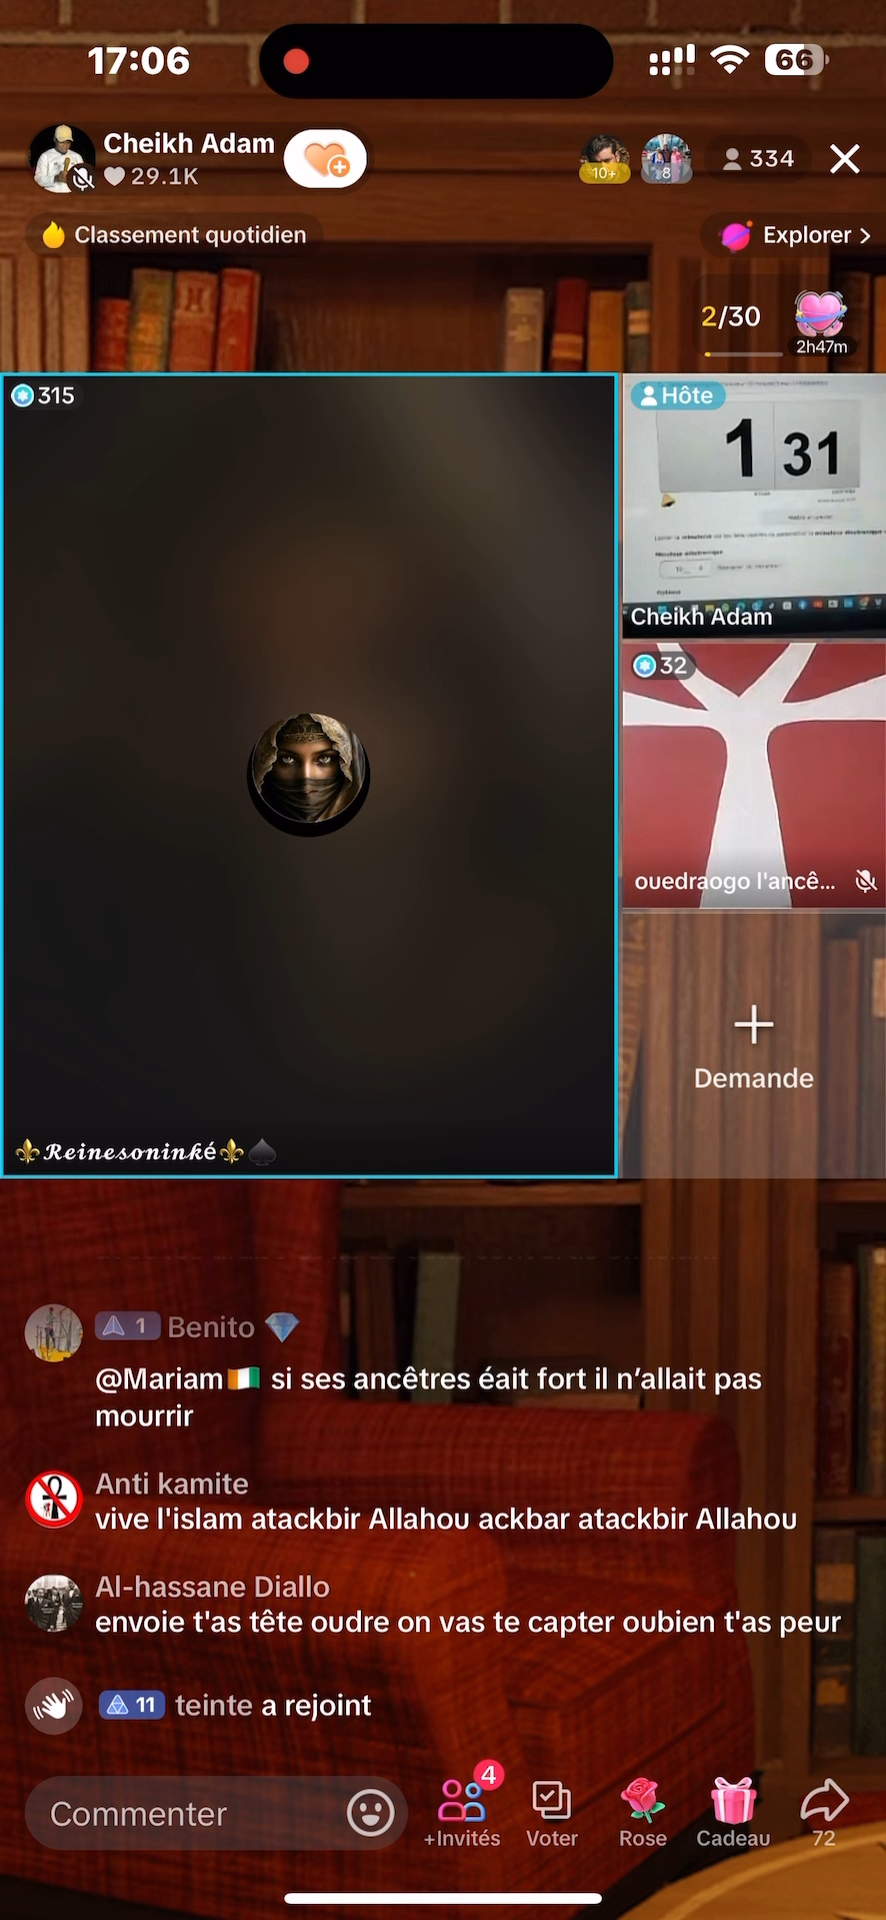 17:06
66
Cheikh Adam
29.1K
10+
8
334
Classement quotidien
Explorer >
2/30
2h47m
315
Hôte
1 31
Cheikh Adam
32
ouedraogo l'ancê...
Demande
⚜️𝓡𝓮𝓲𝓷𝓮𝓼𝓸𝓷𝓲𝓷𝓴é⚜️♠️
1 Benito 💎
@Mariam🇨🇮 si ses ancêtres éait fort il n’allait pas
mourrir
Anti kamite
vive l'islam atackbir Allahou ackbar atackbir Allahou
Al-hassane Diallo
envoie t'as tête oudre on vas te capter oubien t'as peur
11 teinte a rejoint
Commenter
4
+Invités
Voter
Rose
Cadeau
72